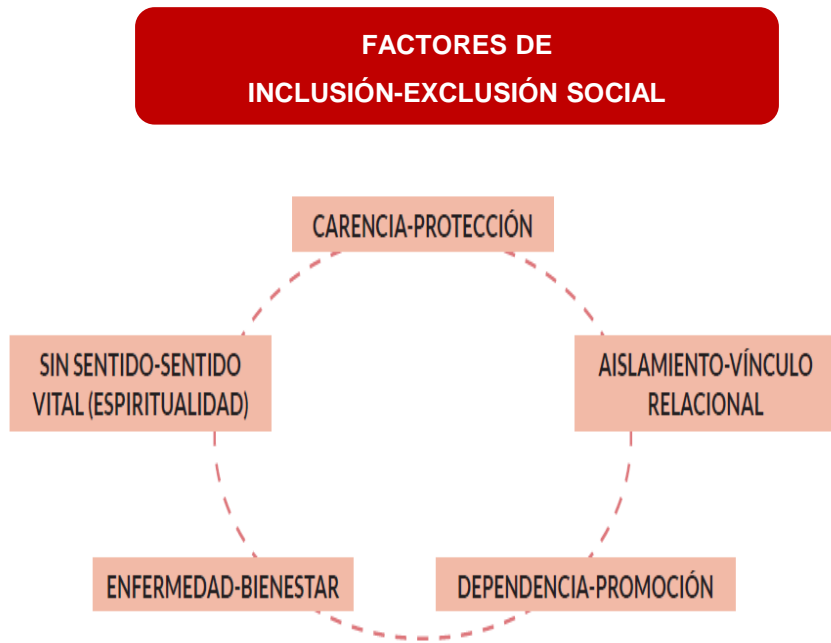 FACTORES DE
INCLUSIÓN-EXCLUSIÓN SOCIAL
CARENCIA-PROTECCIÓN
SIN SENTIDO-SENTIDO
VITAL (ESPIRITUALIDAD)
AISLAMIENTO-VÍNCULO
RELACIONAL
ENFERMEDAD-BIENESTAR
DEPENDENCIA-PROMOCIÓN